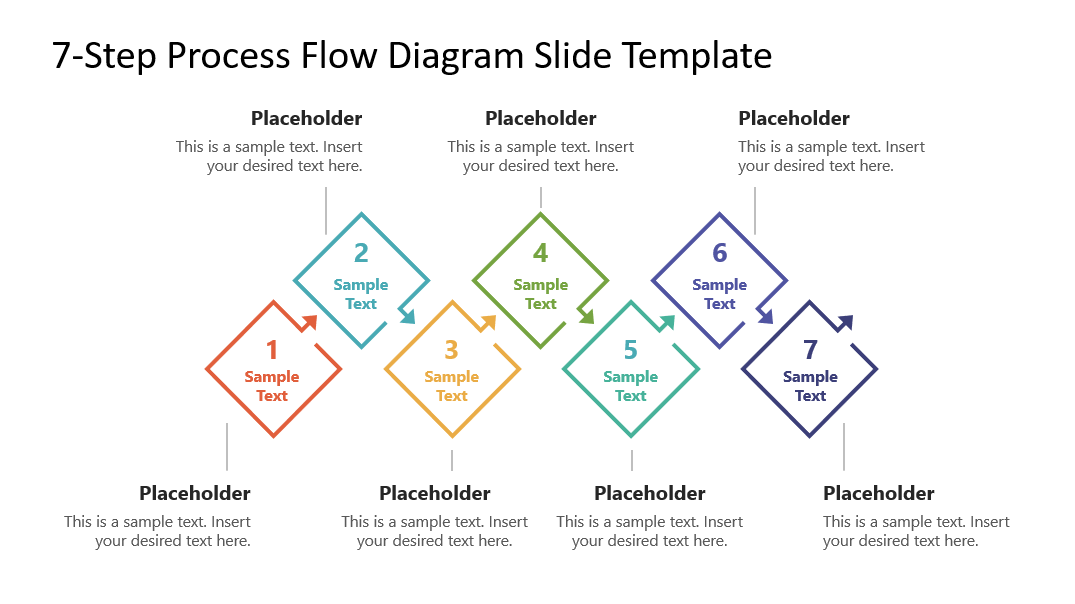 7-Step Process Flow Diagram Slide Template
Placeholder
This is a sample text. Insert
your desired text here.
Placeholder
This is a sample text. Insert
your desired text here.
Placeholder
This is a sample text. Insert
your desired text here.
2
Sample
Text
4
Sample
Text
6
Sample
Text
1
Sample
Text
3
Sample
Text
5
Sample
Text
7
Sample
Text
Placeholder
This is a sample text. Insert
your desired text here.
Placeholder
This is a sample text. Insert
your desired text here.
Placeholder
This is a sample text. Insert
your desired text here.
Placeholder
This is a sample text. Insert
your desired text here.